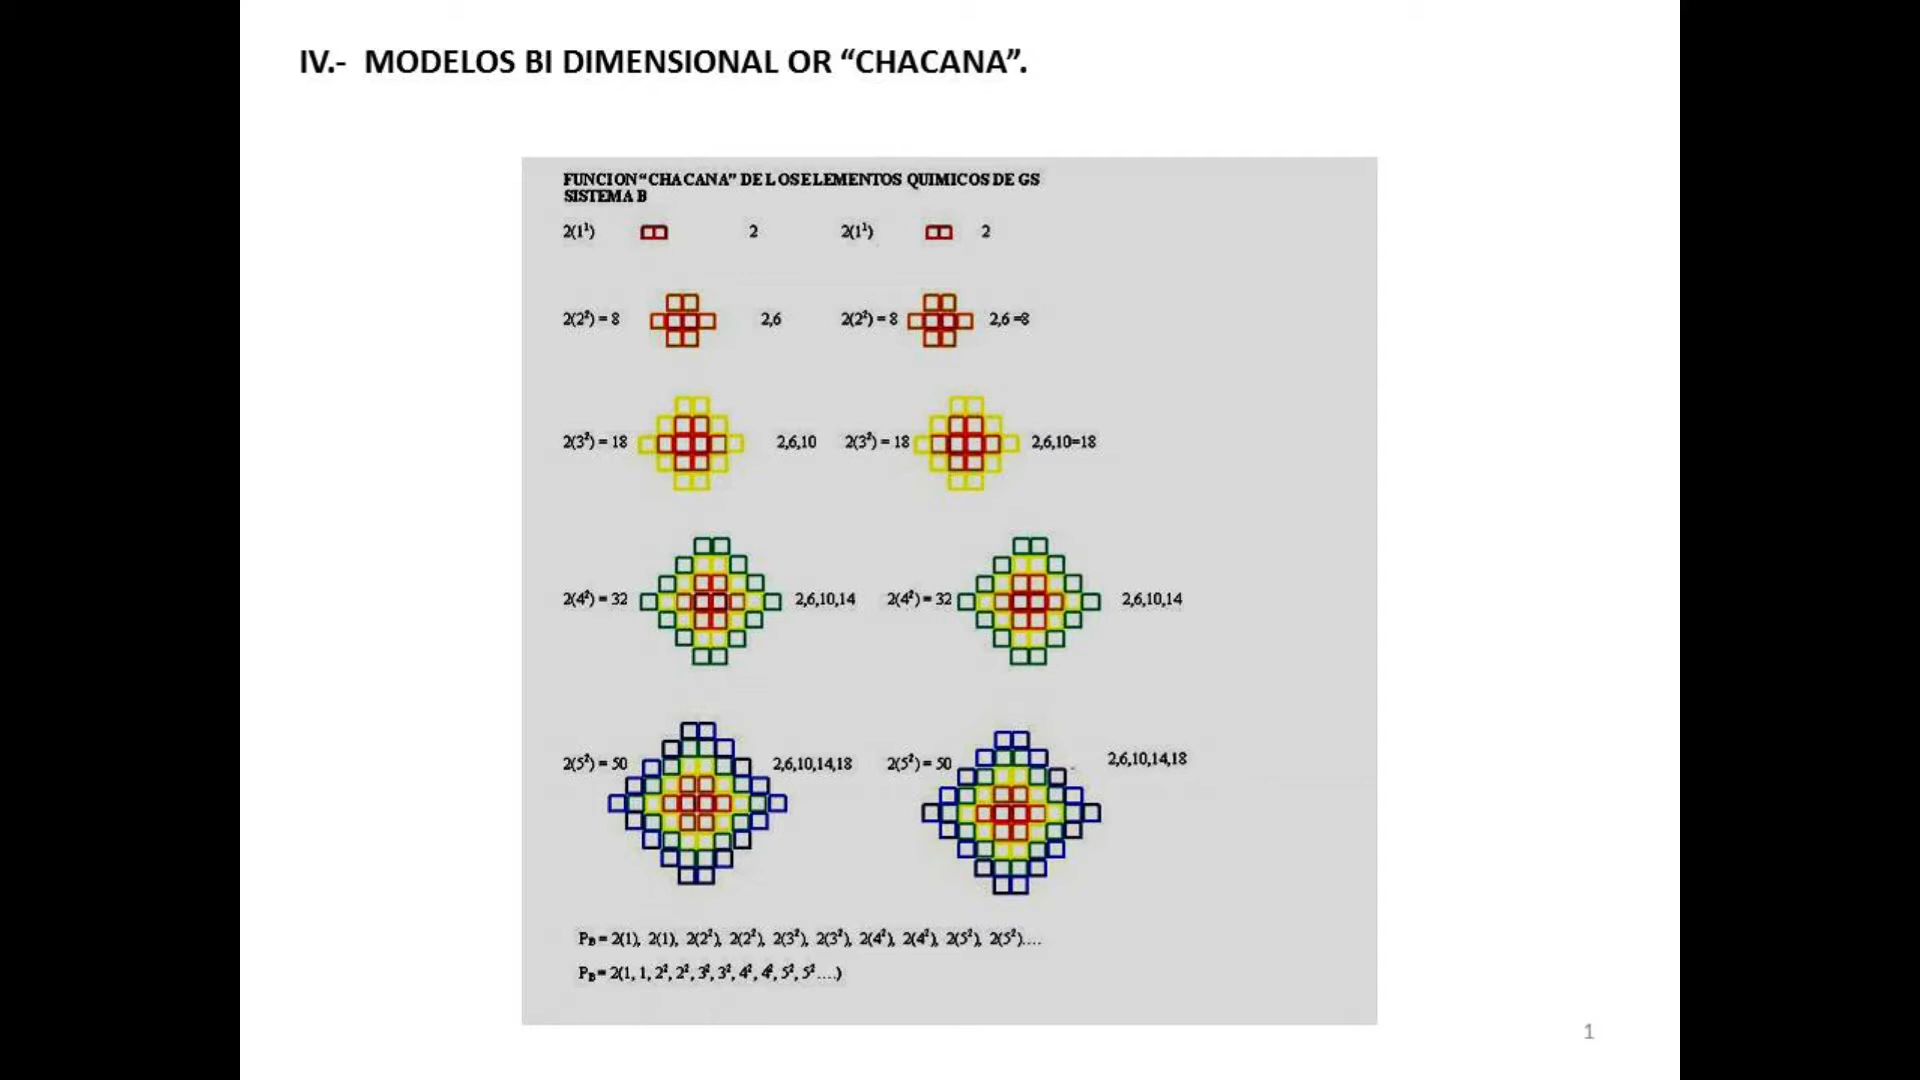 IV.- MODELOS BI DIMENSIONAL OR “CHACANA”.
FUNCION “CHACANA” DE LOS ELEMENTOS QUIMICOS DE GS
SISTEMA B
2(1¹) 2 2(1¹) 2
2(2²) = 8 2,6 2(2²) = 8 2,6 =8
2(3²) = 18 2,6,10 2(3²) = 18 2,6,10=18
2(4²) = 32 2,6,10,14 2(4²) = 32 2,6,10,14
2(5²) = 50 2,6,10,14,18 2(5²) = 50 2,6,10,14,18
P_B = 2(1), 2(1), 2(2²), 2(2²), 2(3²), 2(3²), 2(4²), 2(4²), 2(5²), 2(5²)....
P_B = 2(1, 1, 2², 2², 3², 3², 4², 4², 5², 5² ....)
1